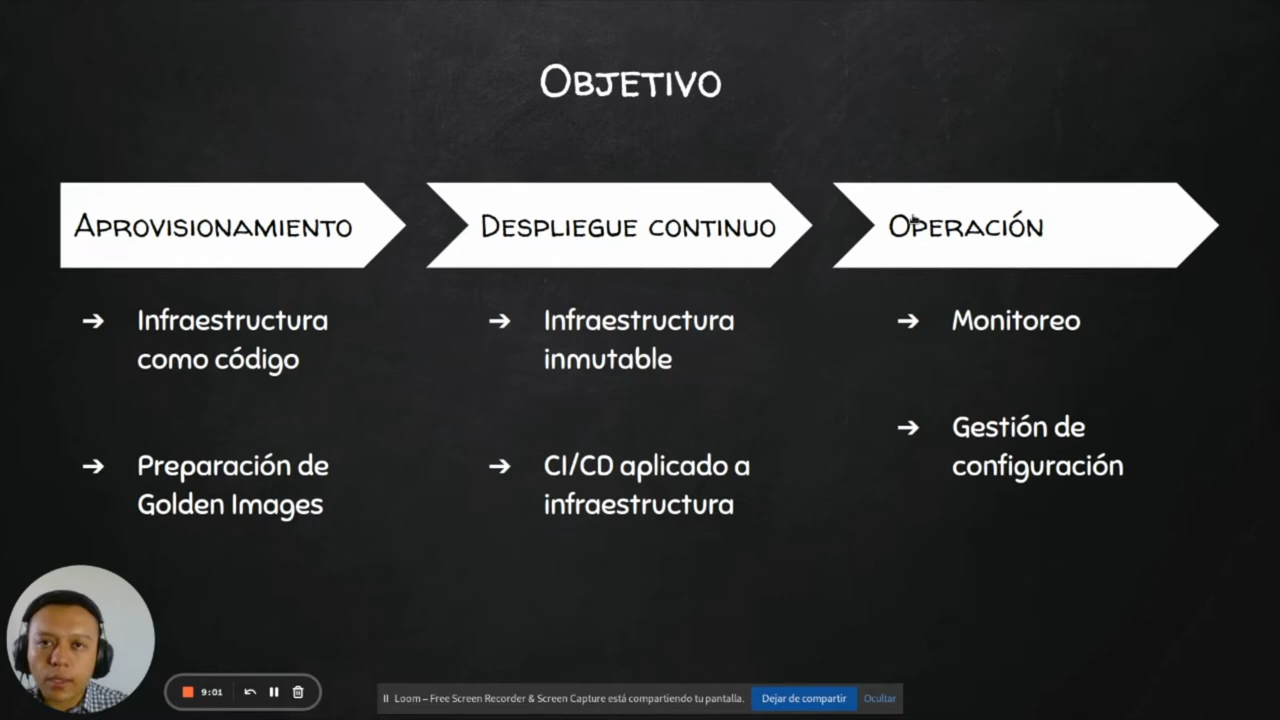 Objetivo
Aprovisionamiento
Despliegue continuo
Operación
➔ Infraestructura
como código
➔ Preparación de
Golden Images
➔ Infraestructura
inmutable
➔ CI/CD aplicado a
infraestructura
➔ Monitoreo
➔ Gestión de
configuración
9:01
Loom – Free Screen Recorder & Screen Capture está compartiendo tu pantalla.
Dejar de compartir
Ocultar